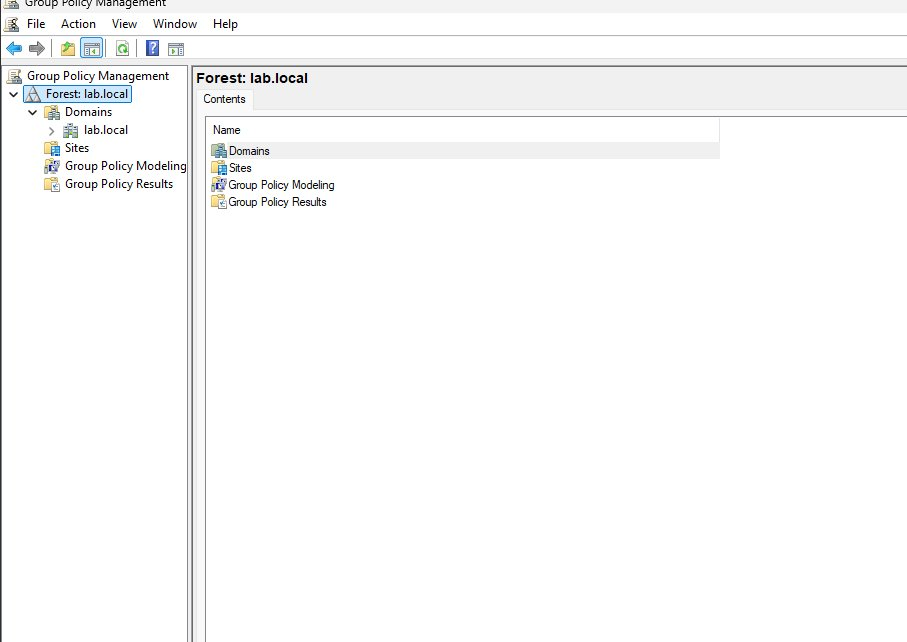 Group Policy Management
File Action View Window Help
Group Policy Management
Forest: lab.local
Domains
lab.local
Sites
Group Policy Modeling
Group Policy Results
Forest: lab.local
Contents
Name
Domains
Sites
Group Policy Modeling
Group Policy Results